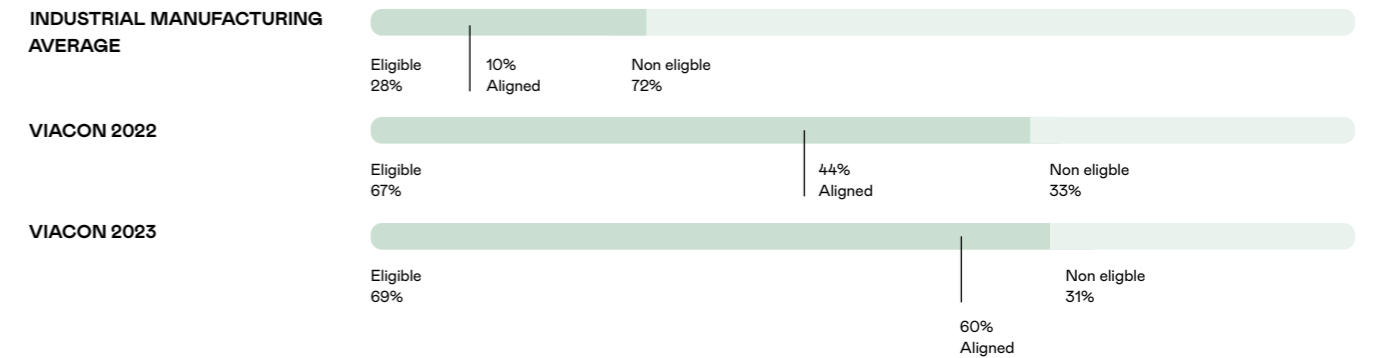 INDUSTRIAL MANUFACTURING
AVERAGE
Eligible
28%
10%
Aligned
Non eligble
72%
VIACON 2022
Eligible
67%
44%
Aligned
Non eligble
33%
VIACON 2023
Eligible
69%
Non eligble
31%
60%
Aligned